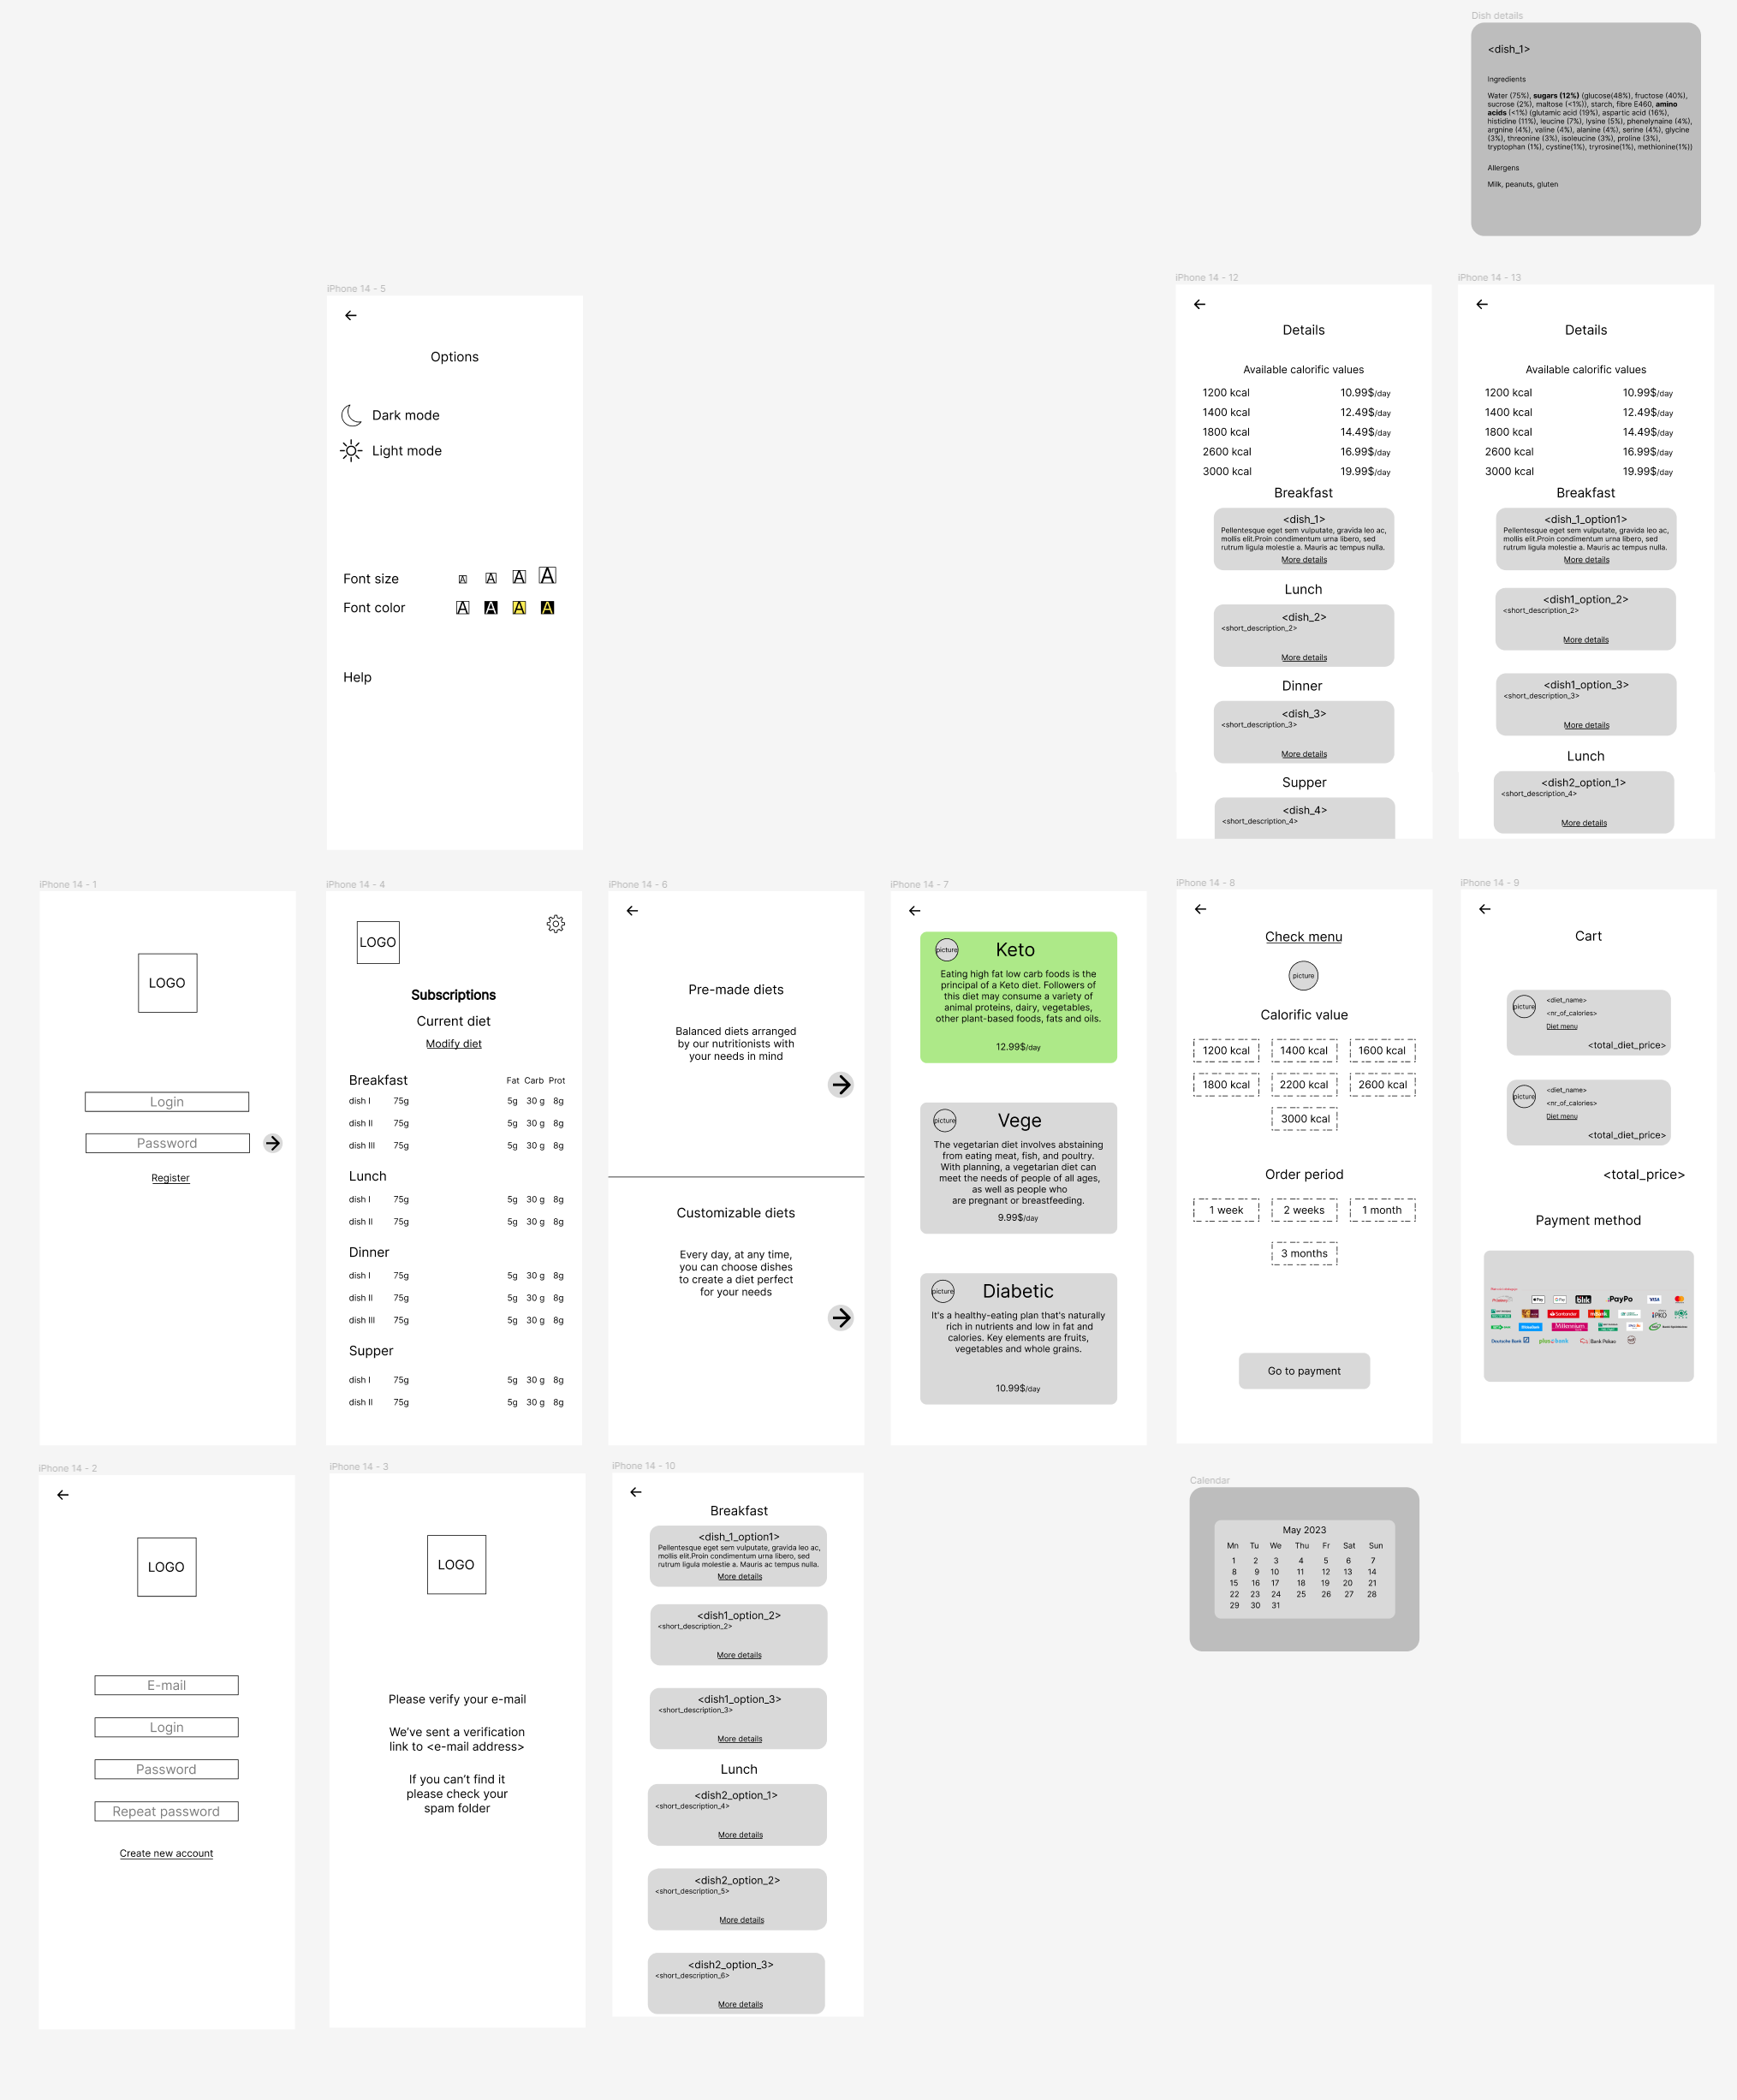 Dish details
<dish_1>
Ingredients
Water (75%), sugars (12%) (glucose(48%), fructose (40%),
sucrose (2%), maltose (<1%)), starch, fibre E460, amino
acids (<1%) (glutamic acid (19%), aspartic acid (16%),
histidine (11%), leucine (7%), lysine (5%), phenelynaine (4%),
argnine (4%), valine (4%), alanine (4%), serine (4%), glycine
(3%), threonine (3%), isoleucine (3%), proline (3%),
tryptophan (1%), cystine(1%), tryrosine(1%), methionine(1%))
Allergens
Milk, peanuts, gluten
iPhone 14 - 5
Options
Dark mode
Light mode
Font size A A A A
Font color A A A A
Help
iPhone 14 - 12
Details
Available calorific values
1200 kcal 10.99$/day
1400 kcal 12.49$/day
1800 kcal 14.49$/day
2600 kcal 16.99$/day
3000 kcal 19.99$/day
Breakfast
<dish_1>
Pellentesque eget sem vulputate, gravida leo ac,
mollis elit.Proin condimentum urna libero, sed
rutrum ligula molestie a. Mauris ac tempus nulla.
More details
Lunch
<dish_2>
<short_description_2>
More details
Dinner
<dish_3>
<short_description_3>
More details
Supper
<dish_4>
<short_description_4>
iPhone 14 - 13
Details
Available calorific values
1200 kcal 10.99$/day
1400 kcal 12.49$/day
1800 kcal 14.49$/day
2600 kcal 16.99$/day
3000 kcal 19.99$/day
Breakfast
<dish_1_option1>
Pellentesque eget sem vulputate, gravida leo ac,
mollis elit.Proin condimentum urna libero, sed
rutrum ligula molestie a. Mauris ac tempus nulla.
More details
<dish1_option_2>
<short_description_2>
More details
<dish1_option_3>
<short_description_3>
More details
Lunch
<dish2_option_1>
<short_description_4>
More details
iPhone 14 - 1
LOGO
Login
Password
Register
iPhone 14 - 4
LOGO
Subscriptions
Current diet
Modify diet
Breakfast Fat Carb Prot
dish I 75g 5g 30 g 8g
dish II 75g 5g 30 g 8g
dish III 75g 5g 30 g 8g
Lunch
dish I 75g 5g 30 g 8g
dish II 75g 5g 30 g 8g
Dinner
dish I 75g 5g 30 g 8g
dish II 75g 5g 30 g 8g
dish III 75g 5g 30 g 8g
Supper
dish I 75g 5g 30 g 8g
dish II 75g 5g 30 g 8g
iPhone 14 - 6
Pre-made diets
Balanced diets arranged
by our nutritionists with
your needs in mind
Customizable diets
Every day, at any time,
you can choose dishes
to create a diet perfect
for your needs
iPhone 14 - 7
picture
Keto
Eating high fat low carb foods is the
principal of a Keto diet. Followers of
this diet may consume a variety of
animal proteins, dairy, vegetables,
other plant-based foods, fats and oils.
12.99$/day
picture
Vege
The vegetarian diet involves abstaining
from eating meat, fish, and poultry.
With planning, a vegetarian diet can
meet the needs of people of all ages,
as well as people who
are pregnant or breastfeeding.
9.99$/day
picture
Diabetic
It's a healthy-eating plan that's naturally
rich in nutrients and low in fat and
calories. Key elements are fruits,
vegetables and whole grains.
10.99$/day
iPhone 14 - 8
Check menu
picture
Calorific value
1200 kcal 1400 kcal 1600 kcal
1800 kcal 2200 kcal 2600 kcal
3000 kcal
Order period
1 week 2 weeks 1 month
3 months
Go to payment
iPhone 14 - 9
Cart
picture
<diet_name>
<nr_of_calories>
Diet menu
<total_diet_price>
picture
<diet_name>
<nr_of_calories>
Diet menu
<total_diet_price>
<total_price>
Payment method
Pay G Pay blik PayPo VISA
Santander mBank iPKO
Millennium
Deutsche Bank plus bank Bank Pekao
iPhone 14 - 2
LOGO
E-mail
Login
Password
Repeat password
Create new account
iPhone 14 - 3
LOGO
Please verify your e-mail
We've sent a verification
link to <e-mail address>
If you can't find it
please check your
spam folder
iPhone 14 - 10
Breakfast
<dish_1_option1>
Pellentesque eget sem vulputate, gravida leo ac,
mollis elit.Proin condimentum urna libero, sed
rutrum ligula molestie a. Mauris ac tempus nulla.
More details
<dish1_option_2>
<short_description_2>
More details
<dish1_option_3>
<short_description_3>
More details
Lunch
<dish2_option_1>
<short_description_4>
More details
<dish2_option_2>
<short_description_5>
More details
<dish2_option_3>
<short_description_6>
More details
Calendar
May 2023
Mn Tu We Thu Fr Sat Sun
1 2 3 4 5 6 7
8 9 10 11 12 13 14
15 16 17 18 19 20 21
22 23 24 25 26 27 28
29 30 31